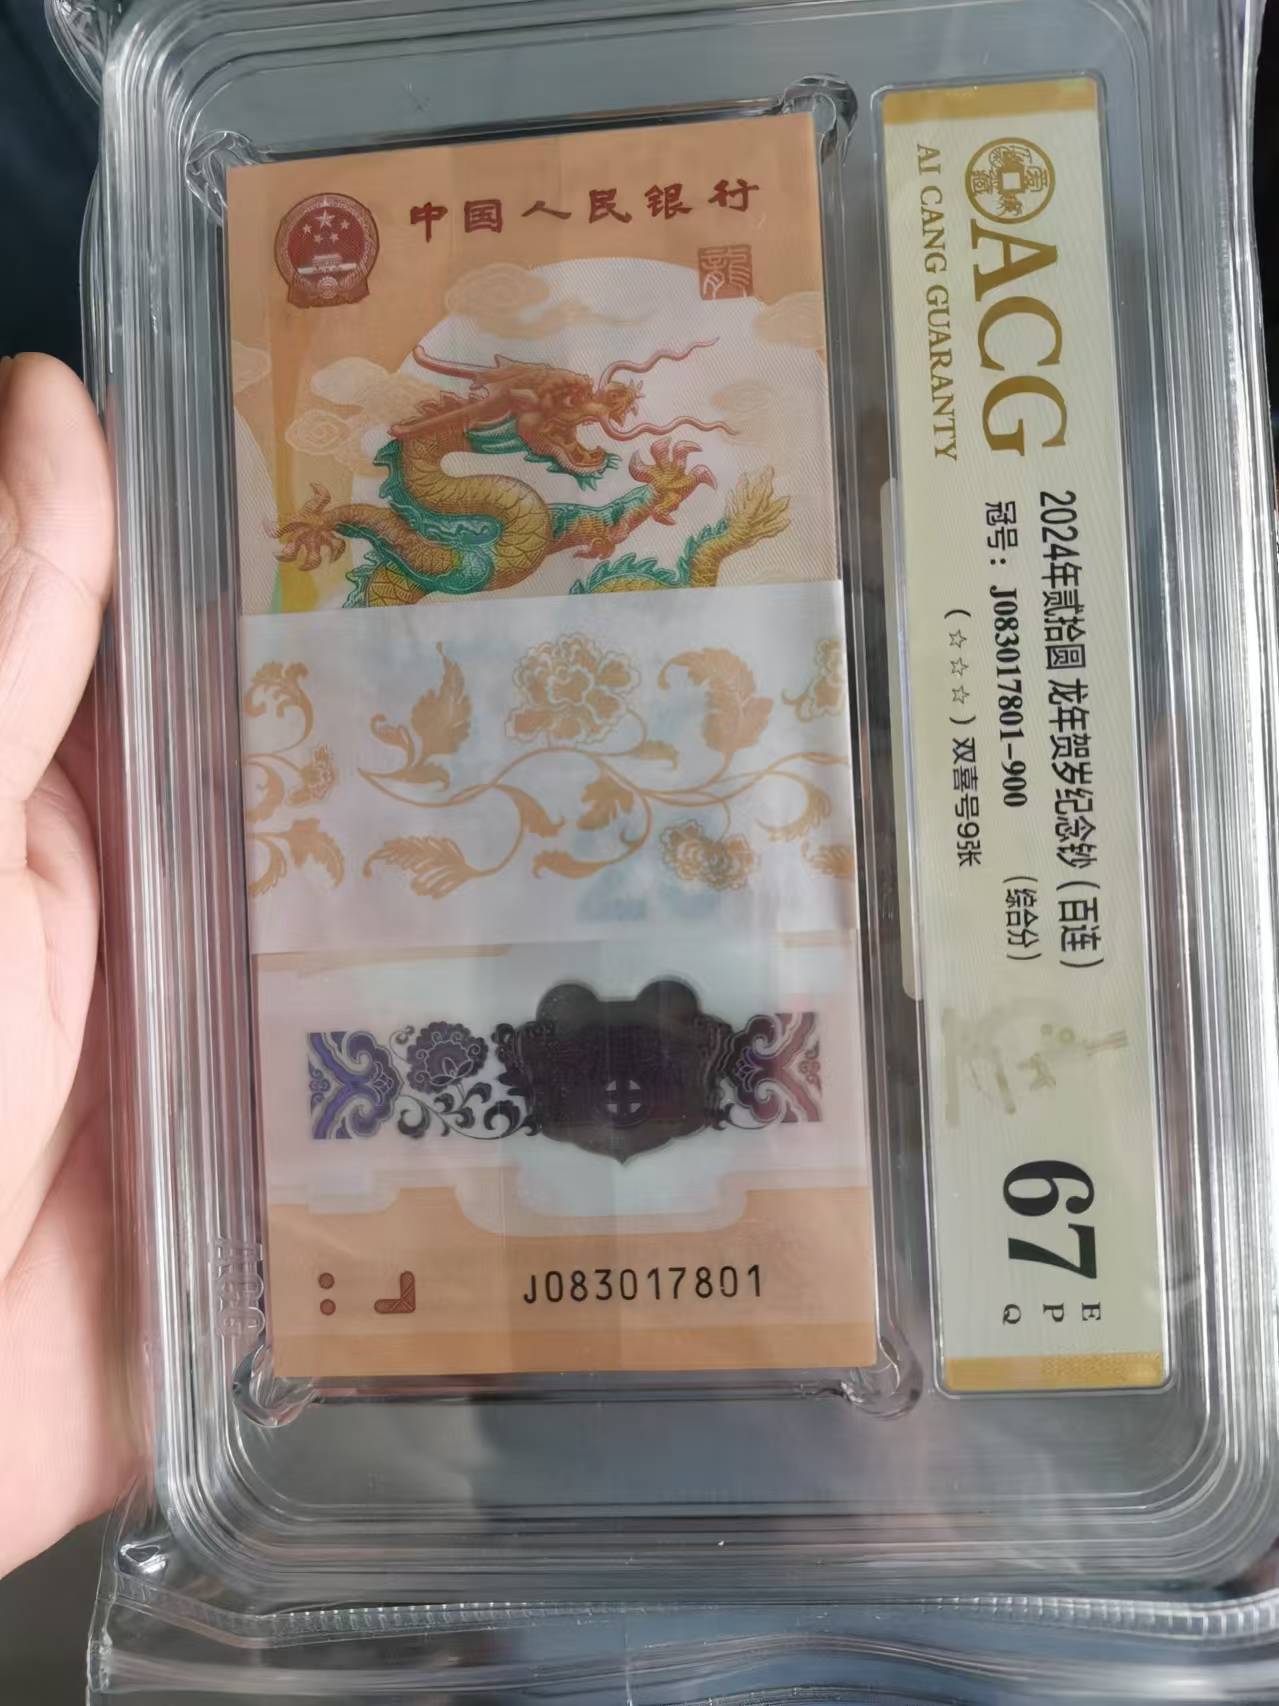 中国人民银行
龍
J083017801
ACG
AI CANG GUARANTY
2024年贰拾圆 龙年贺岁纪念钞（百连）
冠号：J083017801-900 （综合分）
（☆☆☆）双喜号9张
67
E
P
Q